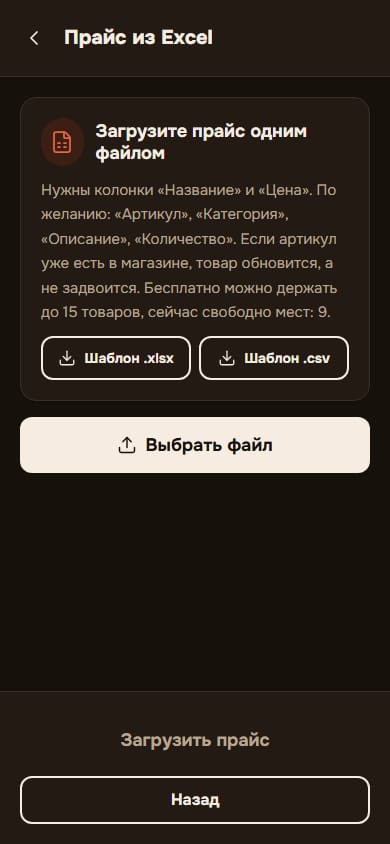 Прайс из Excel
Загрузите прайс одним
файлом
Нужны колонки «Название» и «Цена». По
желанию: «Артикул», «Категория»,
«Описание», «Количество». Если артикул
уже есть в магазине, товар обновится, а
не задвоится. Бесплатно можно держать
до 15 товаров, сейчас свободно мест: 9.
Шаблон .xlsx
Шаблон .csv
Выбрать файл
Загрузить прайс
Назад